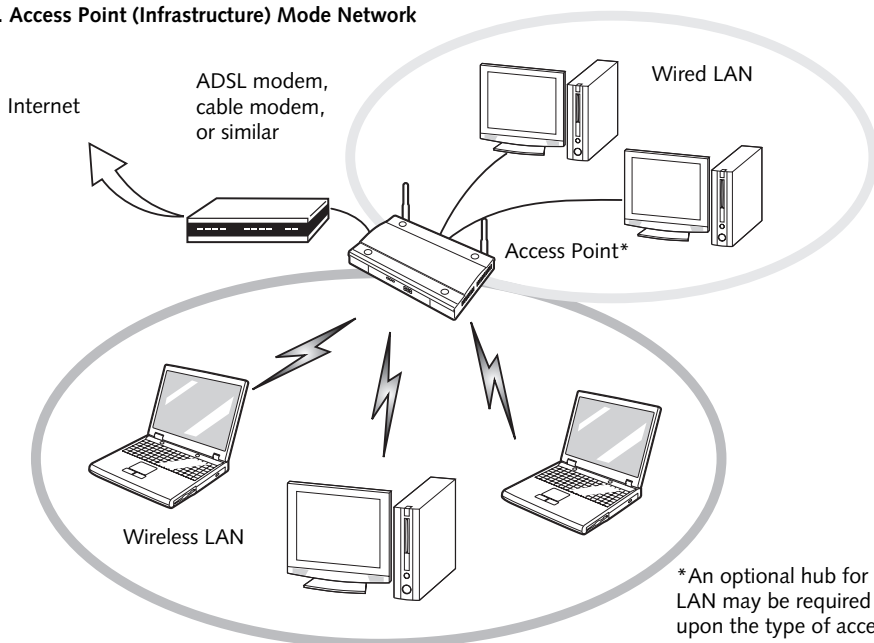 . Access Point (Infrastructure) Mode Network
Internet
ADSL modem,
cable modem,
or similar
Wired LAN
Access Point*
Wireless LAN
*An optional hub for
LAN may be required
upon the type of